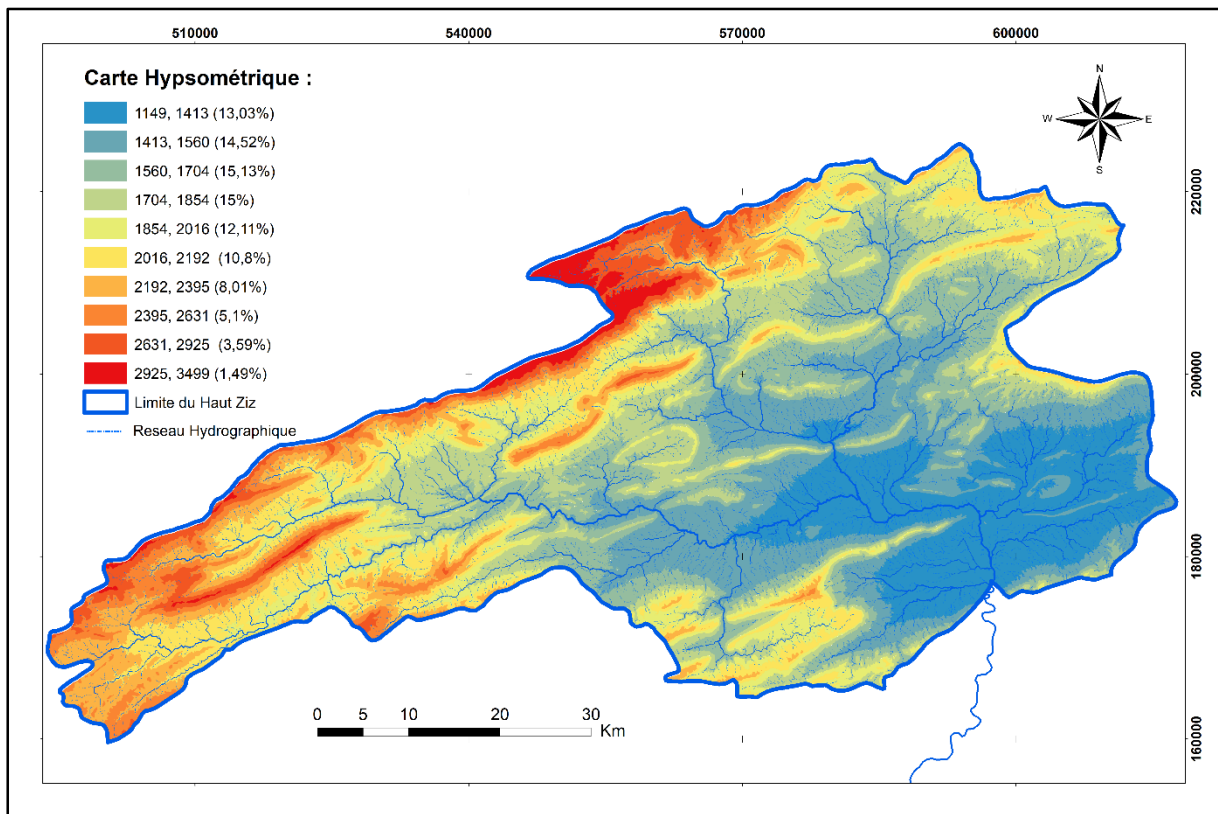 510000 540000 570000 600000
Carte Hypsométrique :
1149, 1413 (13,03%)
1413, 1560 (14,52%)
1560, 1704 (15,13%)
1704, 1854 (15%)
1854, 2016 (12,11%)
2016, 2192 (10,8%)
2192, 2395 (8,01%)
2395, 2631 (5,1%)
2631, 2925 (3,59%)
2925, 3499 (1,49%)
Limite du Haut Ziz
Reseau Hydrographique
N
W E
S
220000
200000
180000
160000
0 5 10 20 30
Km